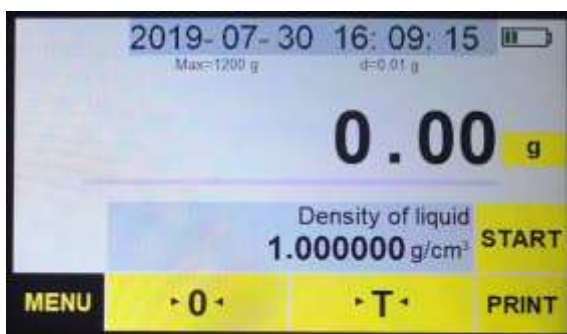 2019-07-30 16:09:15
Max=1200 g d=0.01 g
0.00 g
Density of liquid
1.000000 g/cm³ START
MENU ▸0◂ ▸T◂ PRINT